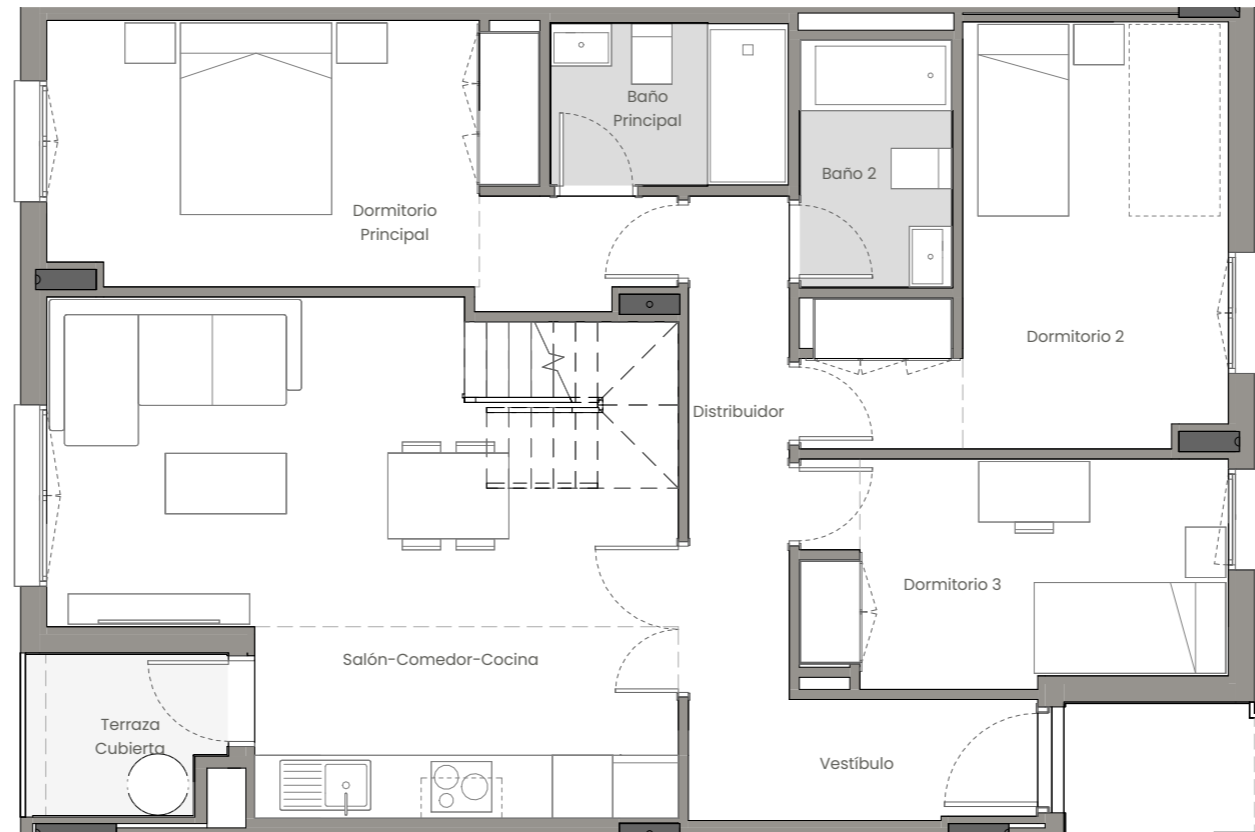 Baño
Principal
Baño 2
Dormitorio
Principal
Dormitorio 2
Distribuidor
Dormitorio 3
Salón-Comedor-Cocina
Terraza
Cubierta
Vestíbulo